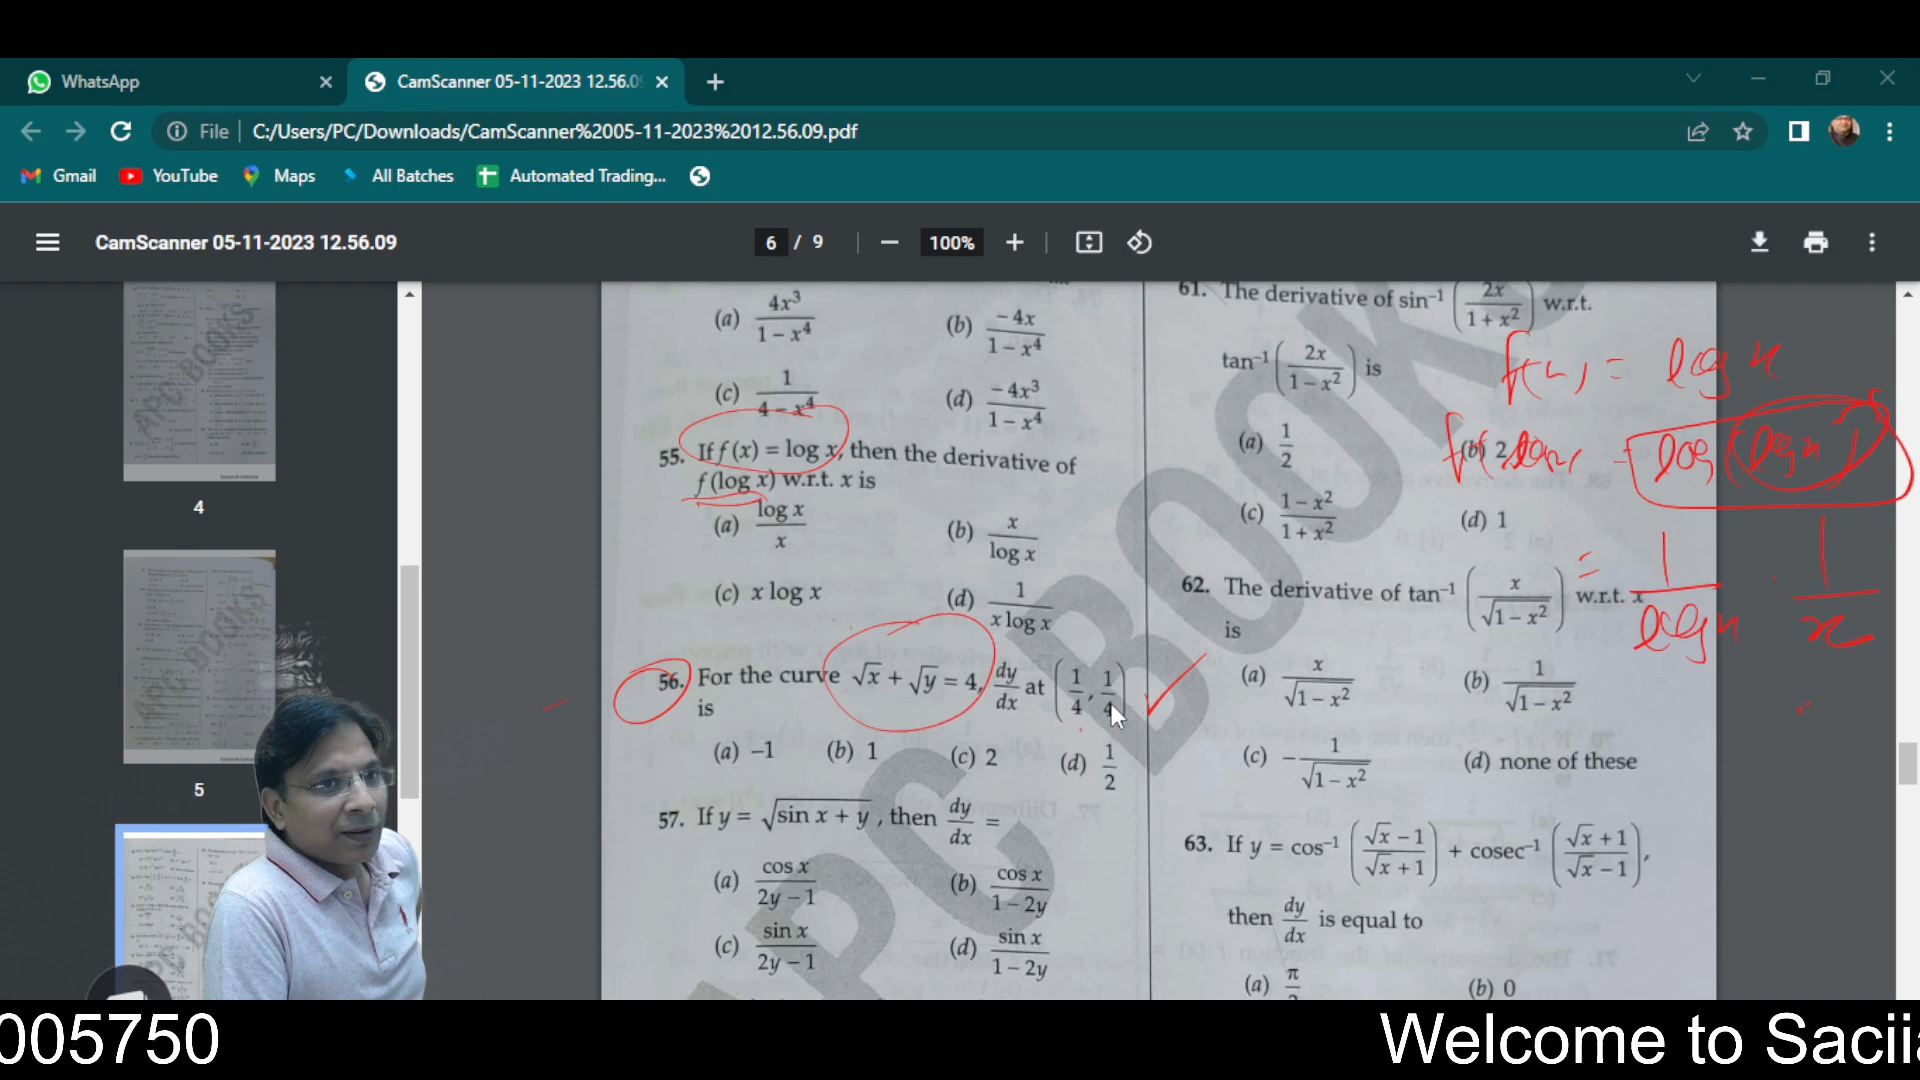 WhatsApp
CamScanner 05-11-2023 12.56.0
File
C:/Users/PC/Downloads/CamScanner%2005-11-2023%2012.56.09.pdf
Gmail
YouTube
Maps
All Batches
Automated Trading...
CamScanner 05-11-2023 12.56.09
6 / 9
100%
4
5
(a) 4x³/(1 – x⁴)
(b) – 4x/(1 – x⁴)
(c) 1/(4 – x⁴)
(d) – 4x³/(1 – x⁴)
55. If f (x) = log x, then the derivative of
f (log x) w.r.t. x is
(a) log x/x
(b) x/log x
(c) x log x
(d) 1/(x log x)
56. For the curve √x + √y = 4, dy/dx at (1/4, 1/4)
is
(a) –1 (b) 1 (c) 2 (d) 1/2
57. If y = √(sin x + y), then dy/dx =
(a) cos x/(2y – 1)
(b) cos x/(1 – 2y)
(c) sin x/(2y – 1)
(d) sin x/(1 – 2y)
61. The derivative of sin⁻¹ (2x/(1 + x²)) w.r.t.
tan⁻¹ (2x/(1 – x²)) is
(a) 1/2
(b) 2
(c) (1 – x²)/(1 + x²)
(d) 1
62. The derivative of tan⁻¹ (x/√(1 – x²)) w.r.t. x
is
(a) x/√(1 – x²)
(b) 1/√(1 – x²)
(c) – 1/√(1 – x²)
(d) none of these
63. If y = cos⁻¹ ((√x – 1)/(√x + 1)) + cosec⁻¹ ((√x + 1)/(√x – 1)),
then dy/dx is equal to
(a) π
(b) 0
f(x) = log x
log (log x)
= 1/log x · 1/x
APC BOOKS
APC BOOKS
APC BOOK
005750
Welcome to Sacii